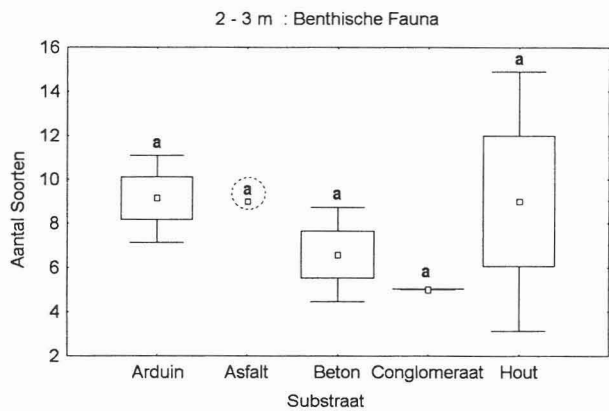 2 - 3 m : Benthische Fauna
16
14
12
10
8
6
4
2
Aantal Soorten
a
a
a
a
a
Arduin Asfalt Beton Conglomeraat Hout
Substraat